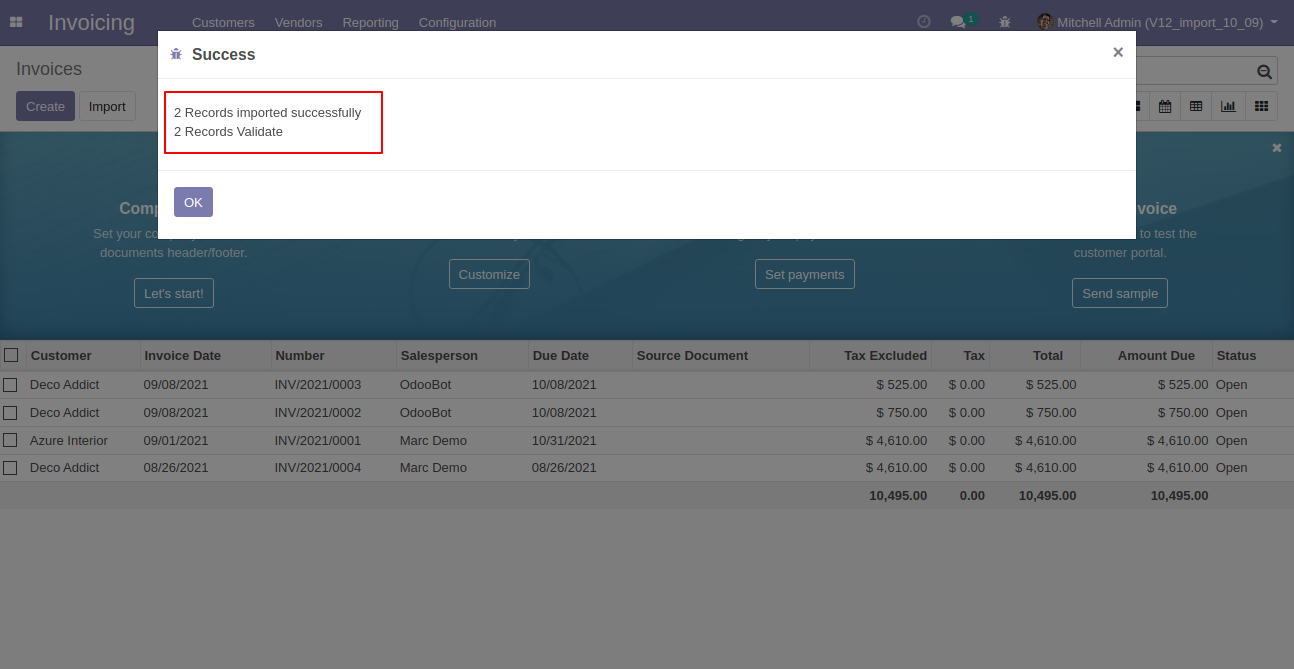 Invoicing Customers Vendors Reporting Configuration 1 Mitchell Admin (V12_import_10_09)
Success ×
Invoices
2 Records imported successfully
2 Records Validate
Create Import
OK
Set your
documents header/footer.
Let's start!
Customize
Set payments
to test the
customer portal.
Send sample
Customer Invoice Date Number Salesperson Due Date Source Document Tax Excluded Tax Total Amount Due Status
Deco Addict 09/08/2021 INV/2021/0003 OdooBot 10/08/2021 $ 525.00 $ 0.00 $ 525.00 $ 525.00 Open
Deco Addict 09/08/2021 INV/2021/0002 OdooBot 10/08/2021 $ 750.00 $ 0.00 $ 750.00 $ 750.00 Open
Azure Interior 09/01/2021 INV/2021/0001 Marc Demo 10/31/2021 $ 4,610.00 $ 0.00 $ 4,610.00 $ 4,610.00 Open
Deco Addict 08/26/2021 INV/2021/0004 Marc Demo 08/26/2021 $ 4,610.00 $ 0.00 $ 4,610.00 $ 4,610.00 Open
10,495.00 0.00 10,495.00 10,495.00